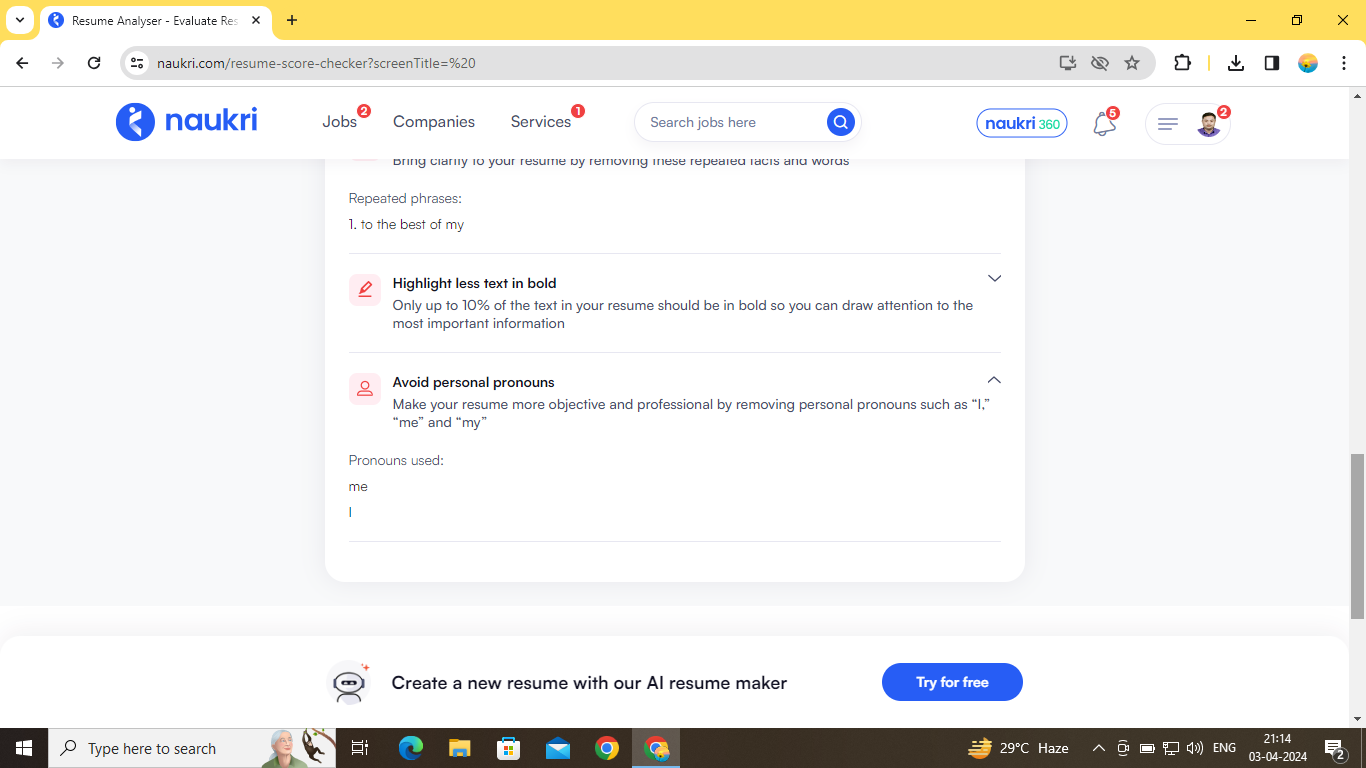 Resume Analyser - Evaluate Res
naukri.com/resume-score-checker?screenTitle=%20
naukri
Jobs 2
Companies
Services 1
Search jobs here
naukri 360
5
2
Bring clarity to your resume by removing these repeated facts and words
Repeated phrases:
1. to the best of my
Highlight less text in bold
Only up to 10% of the text in your resume should be in bold so you can draw attention to the
most important information
Avoid personal pronouns
Make your resume more objective and professional by removing personal pronouns such as “I,”
“me” and “my”
Pronouns used:
me
I
Create a new resume with our AI resume maker
Try for free
Type here to search
29°C Haze
ENG
21:14
03-04-2024
2